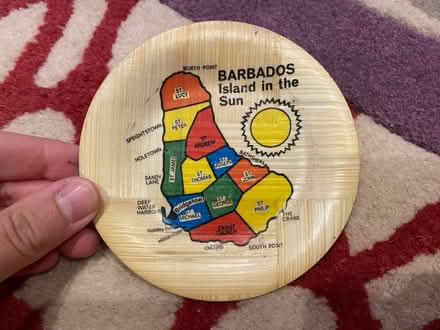 NORTH POINT
BARBADOS
Island in the
Sun
ST.
LUCY
SPEIGHTSTOWN
ST.
PETER
ST.
ANDREW
HOLETOWN
ST. JAMES
ST.
JOSEPH
BATHSHEBA
SANDY
LANE
ST.
THOMAS
ST.
JOHN
DEEP
WATER
HARBOUR
Bridgetown
ST.
MICHAEL
ST.
GEORGE
ST.
PHILIP
THE
CRANE
CHRIST
CHURCH
OISTINS
SOUTH POINT